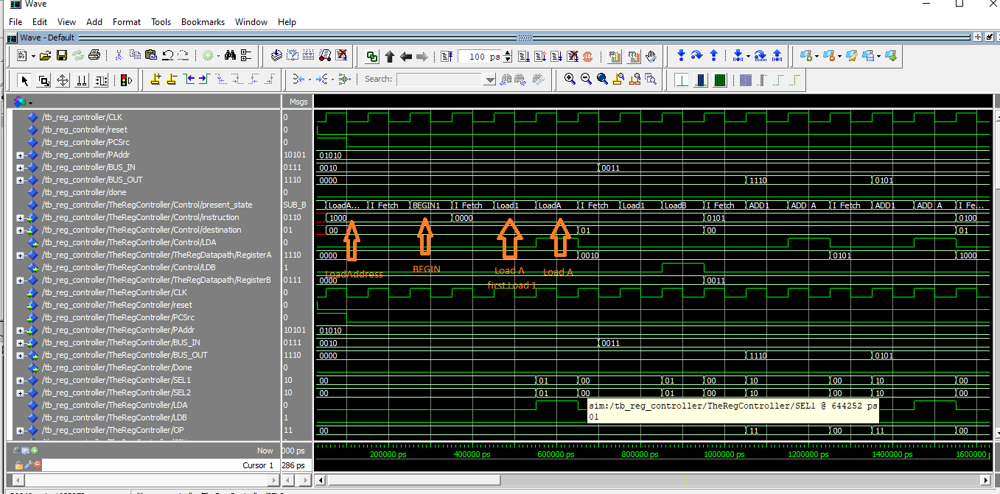 Wave
File Edit View Add Format Tools Bookmarks Window Help
Wave - Default
100 ps
Search:
Msgs
/tb_reg_controller/CLK 0
/tb_reg_controller/reset 0
/tb_reg_controller/PCSrc 0
/tb_reg_controller/PAddr 10101 01010
/tb_reg_controller/BUS_IN 0111 0010 0011
/tb_reg_controller/BUS_OUT 1110 0000 1110 0101
/tb_reg_controller/done 0
/tb_reg_controller/TheRegController/Control/present_state SUB_B LoadA... I_Fetch BEGIN1 I_Fetch Load1 LoadA I_Fetch Load1 LoadB I_Fetch ADD1 ADD_A I_Fetch ADD1 ADD_A I_Fe...
/tb_reg_controller/TheRegController/Control/instruction 0110 1000 0000 0101 0100
/tb_reg_controller/TheRegController/Control/destination 01 00 01 00 01
/tb_reg_controller/TheRegController/Control/LDA 0
/tb_reg_controller/TheRegController/TheRegDatapath/RegisterA 1110 0000 0010 0101 1000
/tb_reg_controller/TheRegController/Control/LDB 1
/tb_reg_controller/TheRegController/TheRegDatapath/RegisterB 0111 0000 0011
LoadAddress BEGIN Load A Load A
first Load 1
/tb_reg_controller/TheRegController/CLK 0
/tb_reg_controller/TheRegController/reset 0
/tb_reg_controller/TheRegController/PCSrc 0
/tb_reg_controller/TheRegController/PAddr 10101 01010
/tb_reg_controller/TheRegController/BUS_IN 0111 0010 0011
/tb_reg_controller/TheRegController/BUS_OUT 1110 0000 1110 0101
/tb_reg_controller/TheRegController/Done 0
/tb_reg_controller/TheRegController/SEL1 10 00 01 00 01 00 10 00 10 00
/tb_reg_controller/TheRegController/SEL2 10 00 01 00 01 00 10 00 10 00
/tb_reg_controller/TheRegController/LDA 0
sim:/tb_reg_controller/TheRegController/SEL1 @ 644252 ps
01
/tb_reg_controller/TheRegController/LDB 1
/tb_reg_controller/TheRegController/OP 11 00 11 00 11 00
Now 000 ps 200000 ps 400000 ps 600000 ps 800000 ps 1000000 ps 1200000 ps 1400000 ps 1600000
Cursor 1 286 ps